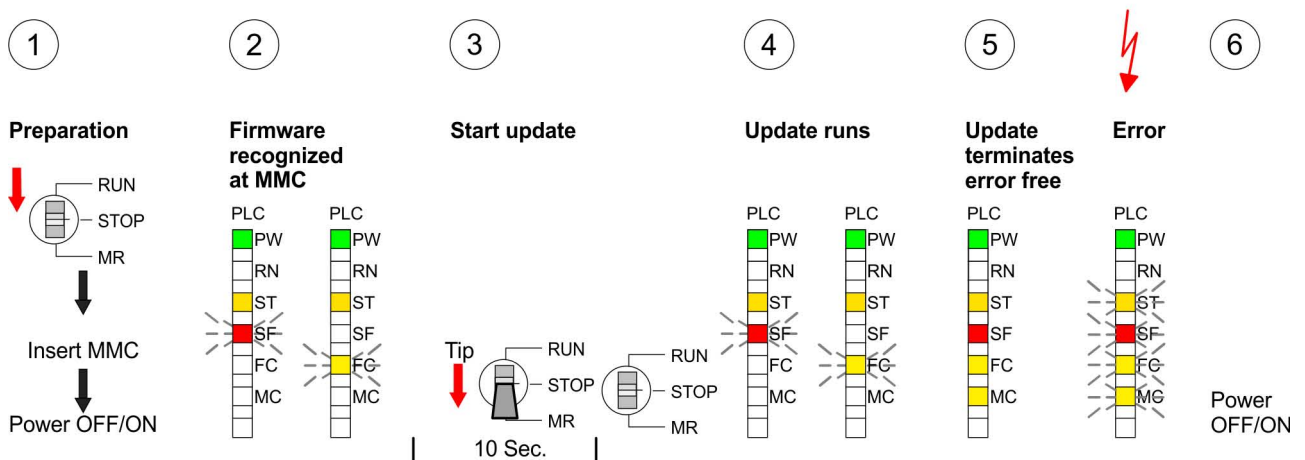 1
Preparation
RUN
STOP
MR
Insert MMC
Power OFF/ON
2
Firmware
recognized
at MMC
PLC
PW
RN
ST
SF
FC
MC
PLC
PW
RN
ST
SF
FC
MC
3
Start update
Tip
RUN
STOP
MR
10 Sec.
RUN
STOP
MR
4
Update runs
PLC
PW
RN
ST
SF
FC
MC
PLC
PW
RN
ST
SF
FC
MC
5
Update
terminates
error free
PLC
PW
RN
ST
SF
FC
MC
Error
PLC
PW
RN
ST
SF
FC
MC
6
Power
OFF/ON